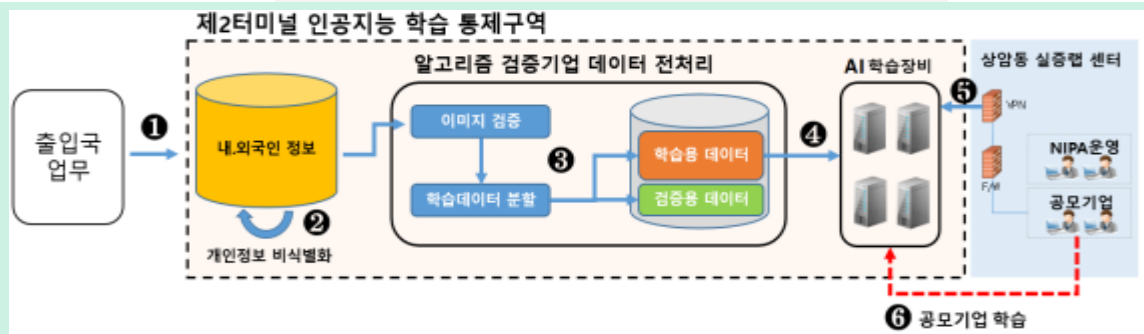 제2터미널 인공지능 학습 통제구역
출입국
업무
❶
내.외국인 정보
❷
개인정보 비식별화
알고리즘 검증기업 데이터 전처리
이미지 검증
학습데이터 분할
❸
학습용 데이터
검증용 데이터
❹
AI 학습장비
상암동 실증랩 센터
❺
VPN
F/W
NIPA운영
공모기업
❻ 공모기업 학습